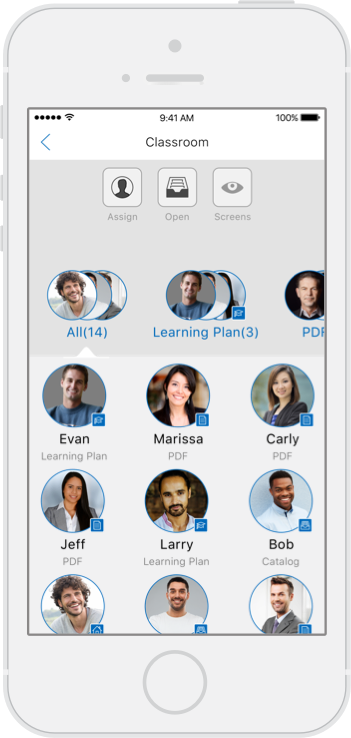 9:41 AM 100%
Classroom
Assign Open Screens
All(14) Learning Plan(3) PDF
Evan Marissa Carly
Learning Plan PDF PDF
Jeff Larry Bob
PDF Learning Plan Catalog